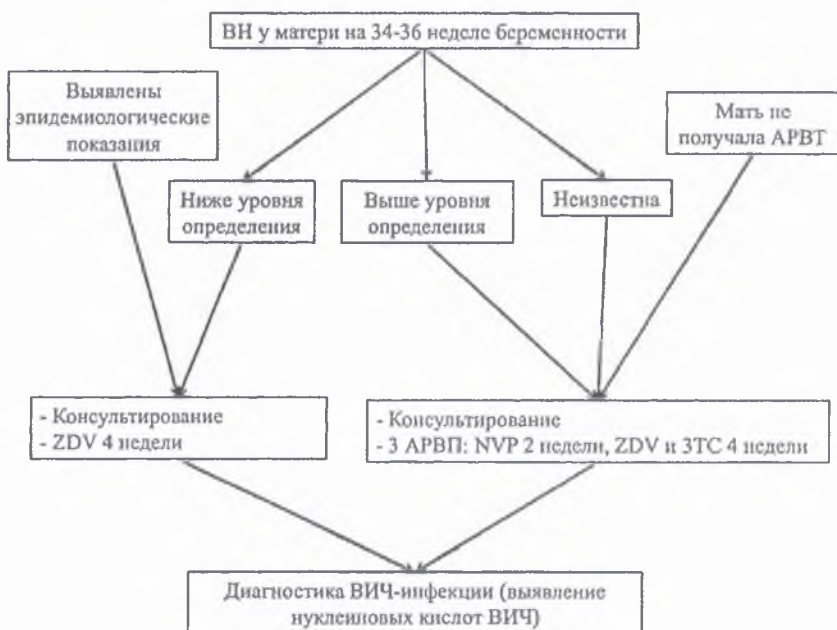 ВН у матери на 34-36 неделе беременности
Выявлены
эпидемиологические
показания
Мать не
получала АРВТ
Ниже уровня
определения
Выше уровня
определения
Неизвестна
- Консультирование
- ZDV 4 недели
- Консультирование
- 3 АРВП: NVP 2 недели, ZDV и 3ТС 4 недели
Диагностика ВИЧ-инфекции (выявление
нуклеиновых кислот ВИЧ)